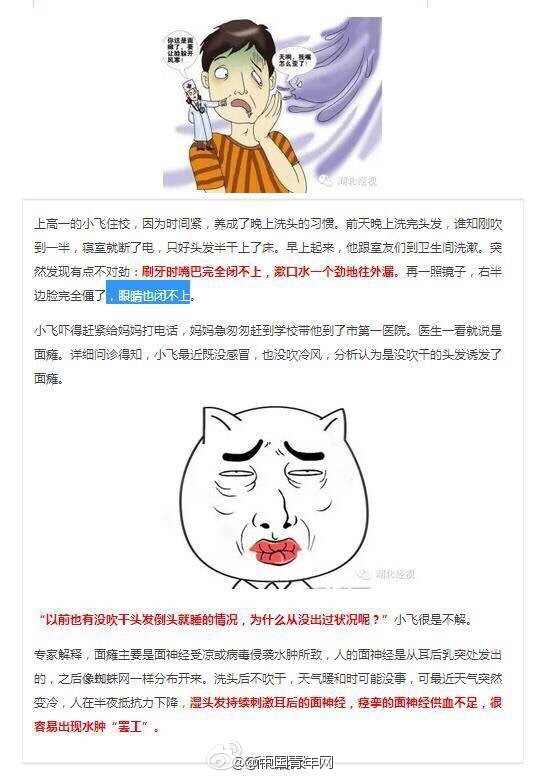 你这是面瘫了，要让脸躲开风寒！
天啊，我嘴怎么歪了！
湖北经视
上高一的小飞住校，因为时间紧，养成了晚上洗头的习惯。前天晚上洗完头发，谁知刚吹
到一半，寝室就断了电，只好头发半干上了床。早上起来，他跟室友们到卫生间洗漱。突
然发现有点不对劲：刷牙时嘴巴完全闭不上，漱口水一个劲地往外漏。再一照镜子，右半
边脸完全僵了，眼睛也闭不上。
小飞吓得赶紧给妈妈打电话，妈妈急匆匆赶到学校带他到了市第一医院。医生一看就说是
面瘫。详细问诊得知，小飞最近既没感冒，也没吹冷风，分析认为是没吹干的头发诱发了
面瘫。
湖北经视
“以前也有没吹干头发倒头就睡的情况，为什么从没出过状况呢？”小飞很是不解。
专家解释，面瘫主要是面神经受凉或病毒侵袭水肿所致，人的面神经是从耳后乳突处发出
的，之后像蜘蛛网一样分布开来。洗头后不吹干，天气暖和时可能没事，可最近天气突然
变冷，人在半夜抵抗力下降，湿头发持续刺激耳后的面神经，痉挛的面神经供血不足，很
容易出现水肿“罢工”。
@中国青年网